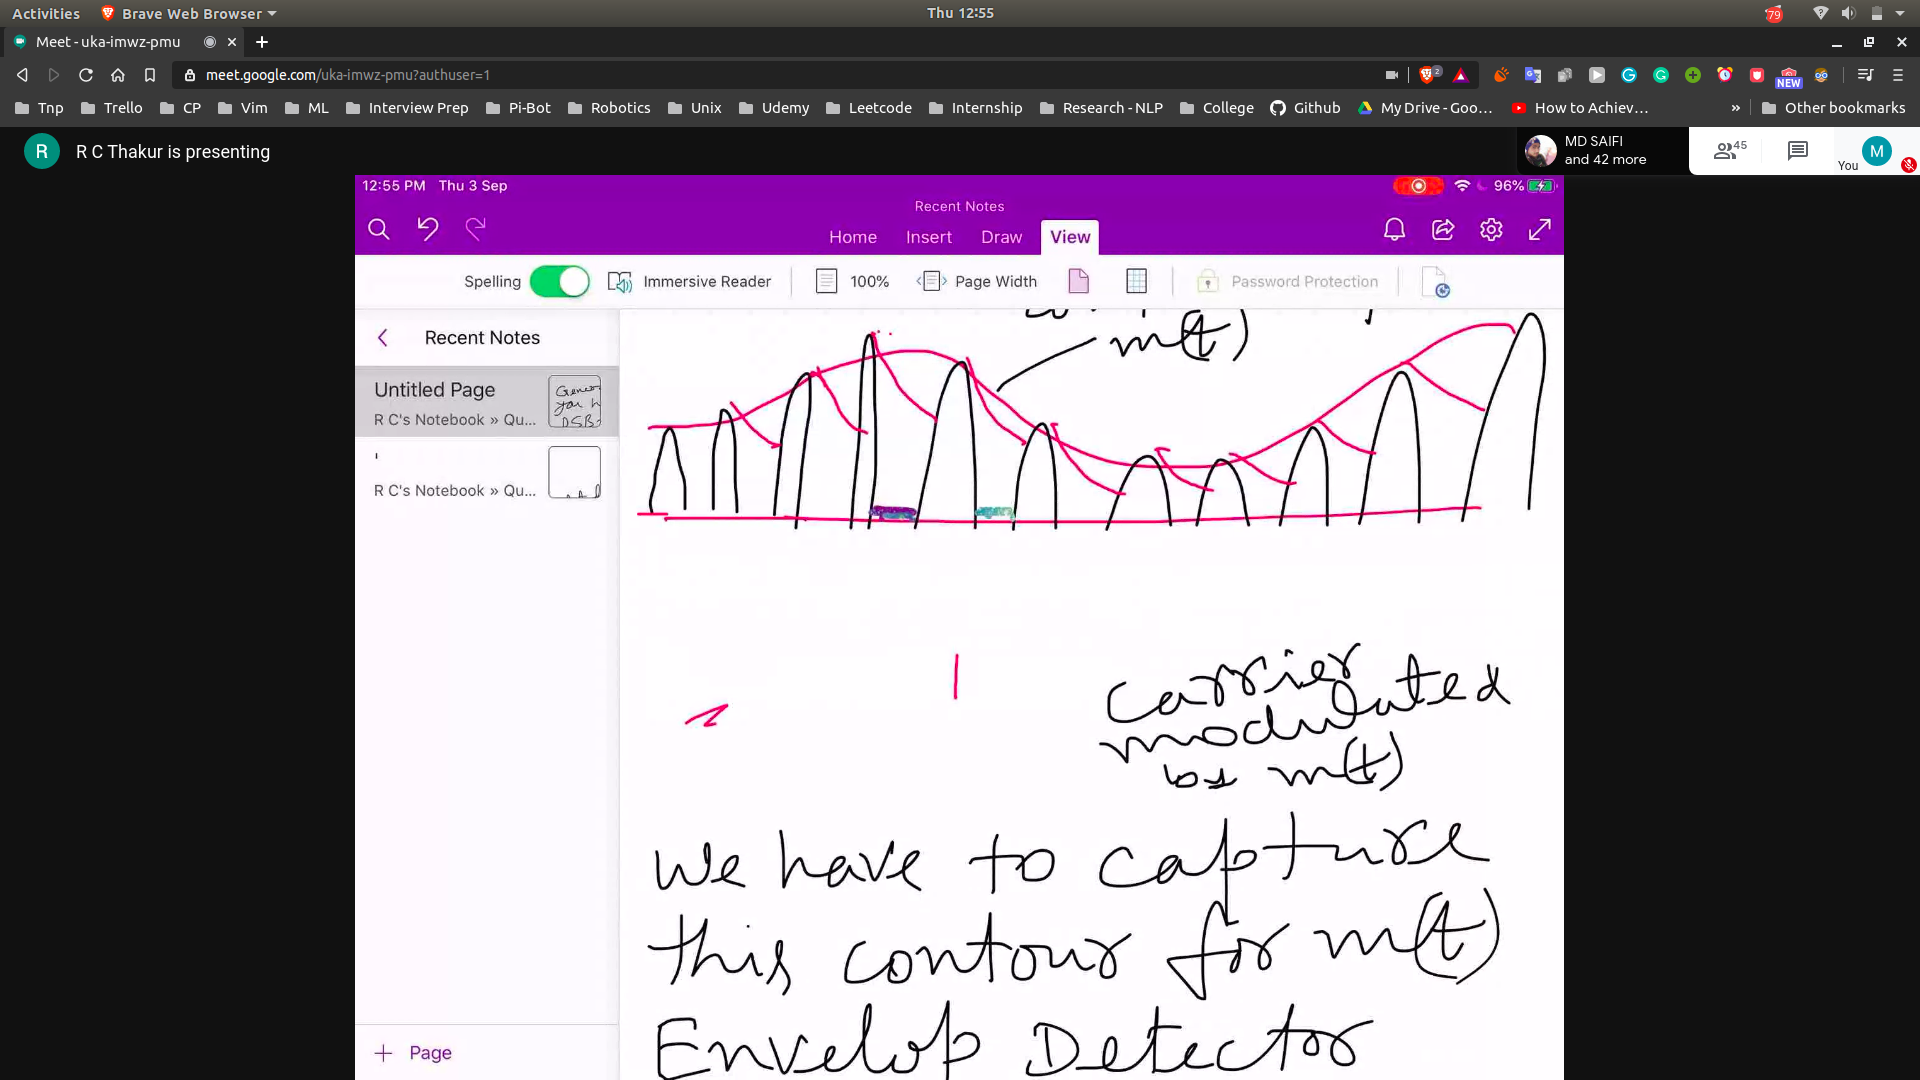 Activities Brave Web Browser Thu 12:55 79
Meet - uka-imwz-pmu
meet.google.com/uka-imwz-pmu?authuser=1 2 NEW
Tnp Trello CP Vim ML Interview Prep Pi-Bot Robotics Unix Udemy Leetcode Internship Research - NLP College Github My Drive - Goo... How to Achiev... » Other bookmarks
R R C Thakur is presenting
MD SAIFI
and 42 more
45
You M
12:55 PM Thu 3 Sep 96%
Recent Notes
Home Insert Draw View
Spelling Immersive Reader 100% Page Width Password Protection
Recent Notes
Untitled Page
R C's Notebook » Qu...
R C's Notebook » Qu...
+ Page
m(t)
carrier
modulated
by m(t)
We have to capture
this contour for m(t)
Envelop Detector